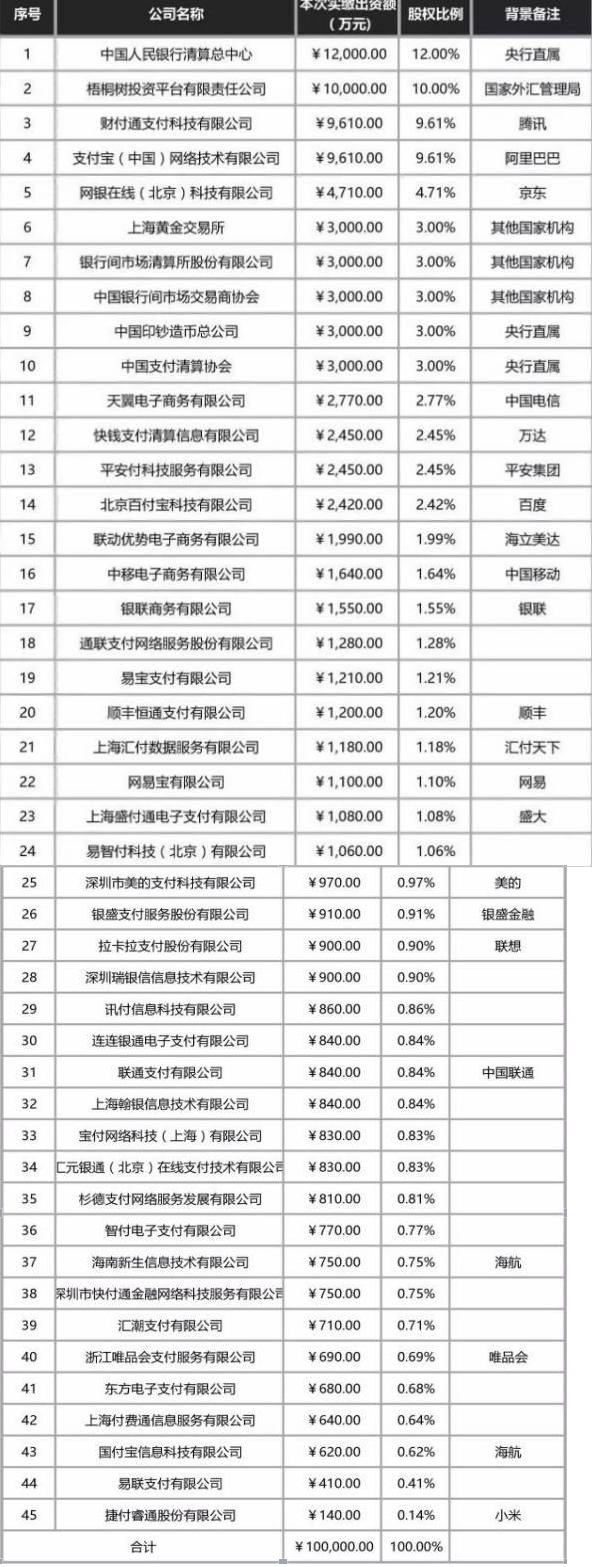 序号 公司名称 本次实缴出资额（万元） 股权比例 背景备注
1 中国人民银行清算总中心 ￥12,000.00 12.00% 央行直属
2 梧桐树投资平台有限责任公司 ￥10,000.00 10.00% 国家外汇管理局
3 财付通支付科技有限公司 ￥9,610.00 9.61% 腾讯
4 支付宝（中国）网络技术有限公司 ￥9,610.00 9.61% 阿里巴巴
5 网银在线（北京）科技有限公司 ￥4,710.00 4.71% 京东
6 上海黄金交易所 ￥3,000.00 3.00% 其他国家机构
7 银行间市场清算所股份有限公司 ￥3,000.00 3.00% 其他国家机构
8 中国银行间市场交易商协会 ￥3,000.00 3.00% 其他国家机构
9 中国印钞造币总公司 ￥3,000.00 3.00% 央行直属
10 中国支付清算协会 ￥3,000.00 3.00% 央行直属
11 天翼电子商务有限公司 ￥2,770.00 2.77% 中国电信
12 快钱支付清算信息有限公司 ￥2,450.00 2.45% 万达
13 平安付科技服务有限公司 ￥2,450.00 2.45% 平安集团
14 北京百付宝科技有限公司 ￥2,420.00 2.42% 百度
15 联动优势电子商务有限公司 ￥1,990.00 1.99% 海立美达
16 中移电子商务有限公司 ￥1,640.00 1.64% 中国移动
17 银联商务有限公司 ￥1,550.00 1.55% 银联
18 通联支付网络服务股份有限公司 ￥1,280.00 1.28%
19 易宝支付有限公司 ￥1,210.00 1.21%
20 顺丰恒通支付有限公司 ￥1,200.00 1.20% 顺丰
21 上海汇付数据服务有限公司 ￥1,180.00 1.18% 汇付天下
22 网易宝有限公司 ￥1,100.00 1.10% 网易
23 上海盛付通电子支付有限公司 ￥1,080.00 1.08% 盛大
24 易智付科技（北京）有限公司 ￥1,060.00 1.06%
25 深圳市美的支付科技有限公司 ￥970.00 0.97% 美的
26 银盛支付服务股份有限公司 ￥910.00 0.91% 银盛金融
27 拉卡拉支付股份有限公司 ￥900.00 0.90% 联想
28 深圳瑞银信信息技术有限公司 ￥900.00 0.90%
29 讯付信息科技有限公司 ￥860.00 0.86%
30 连连银通电子支付有限公司 ￥840.00 0.84%
31 联通支付有限公司 ￥840.00 0.84% 中国联通
32 上海翰银信息技术有限公司 ￥840.00 0.84%
33 宝付网络科技（上海）有限公司 ￥830.00 0.83%
34 汇元银通（北京）在线支付技术有限公司 ￥830.00 0.83%
35 杉德支付网络服务发展有限公司 ￥810.00 0.81%
36 智付电子支付有限公司 ￥770.00 0.77%
37 海南新生信息技术有限公司 ￥750.00 0.75% 海航
38 深圳市快付通金融网络科技服务有限公司 ￥750.00 0.75%
39 汇潮支付有限公司 ￥710.00 0.71%
40 浙江唯品会支付服务有限公司 ￥690.00 0.69% 唯品会
41 东方电子支付有限公司 ￥680.00 0.68%
42 上海付费通信息服务有限公司 ￥640.00 0.64%
43 国付宝信息科技有限公司 ￥620.00 0.62% 海航
44 易联支付有限公司 ￥410.00 0.41%
45 捷付睿通股份有限公司 ￥140.00 0.14% 小米
合计 ￥100,000.00 100.00%